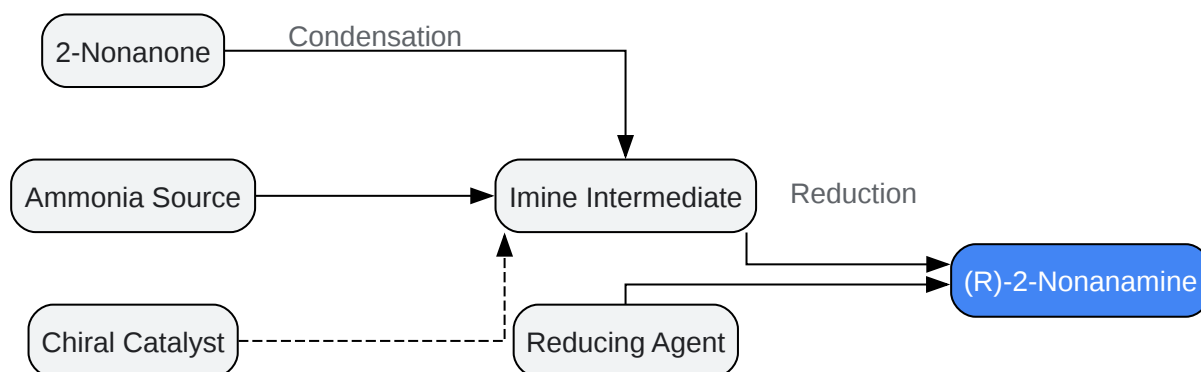 2-Nonanone
Condensation
Ammonia Source
Imine Intermediate
Reduction
(R)-2-Nonanamine
Chiral Catalyst
Reducing Agent